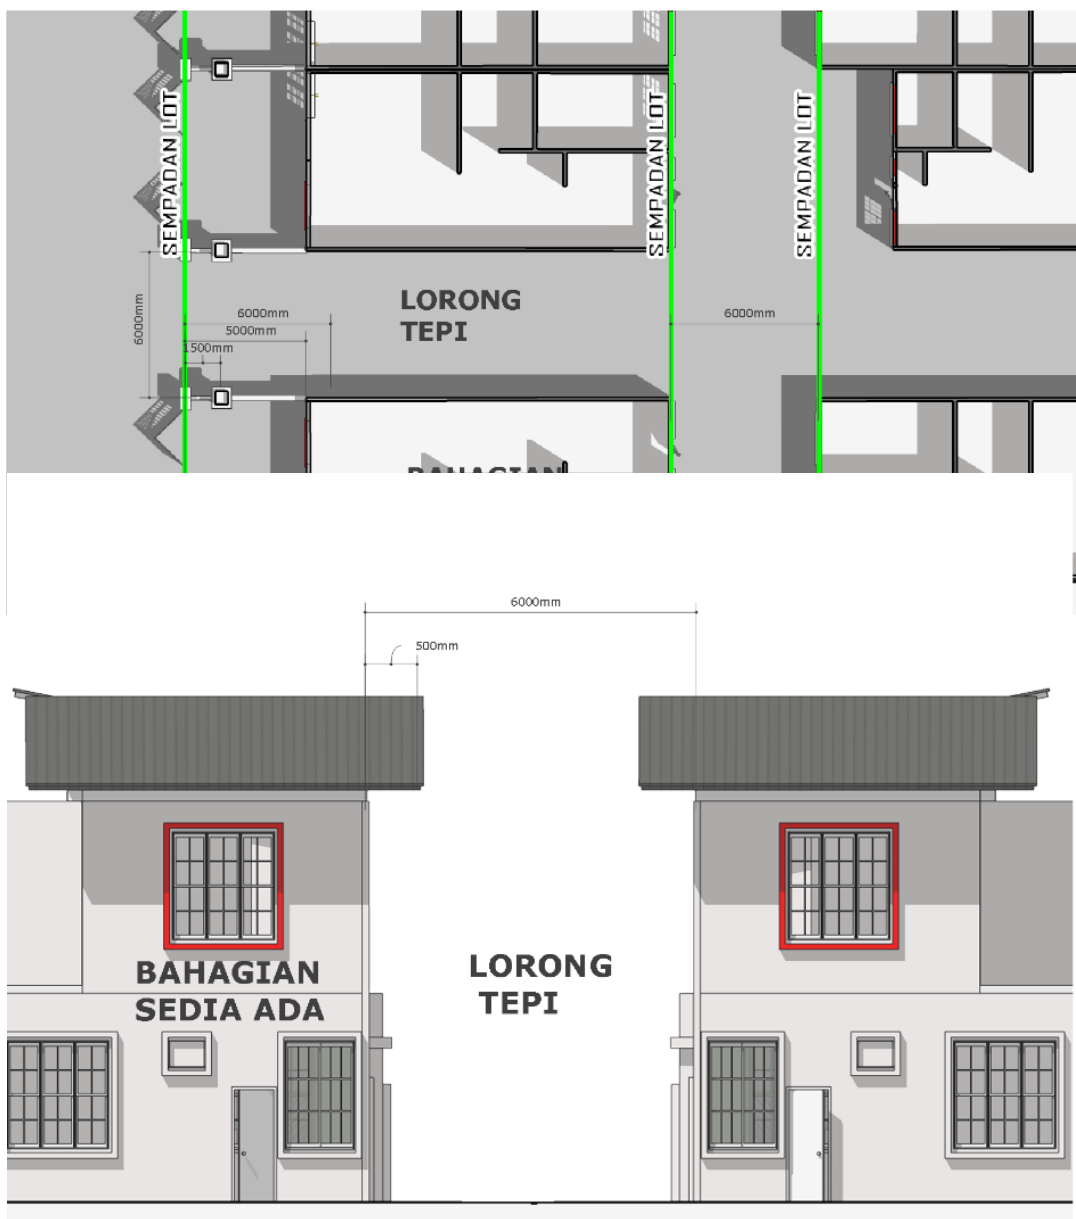 SEMPADAN LOT
SEMPADAN LOT
SEMPADAN LOT
LORONG
TEPI
6000mm
6000mm
5000mm
1500mm
6000mm
BAHAGIAN
6000mm
500mm
BAHAGIAN
SEDIA ADA
LORONG
TEPI